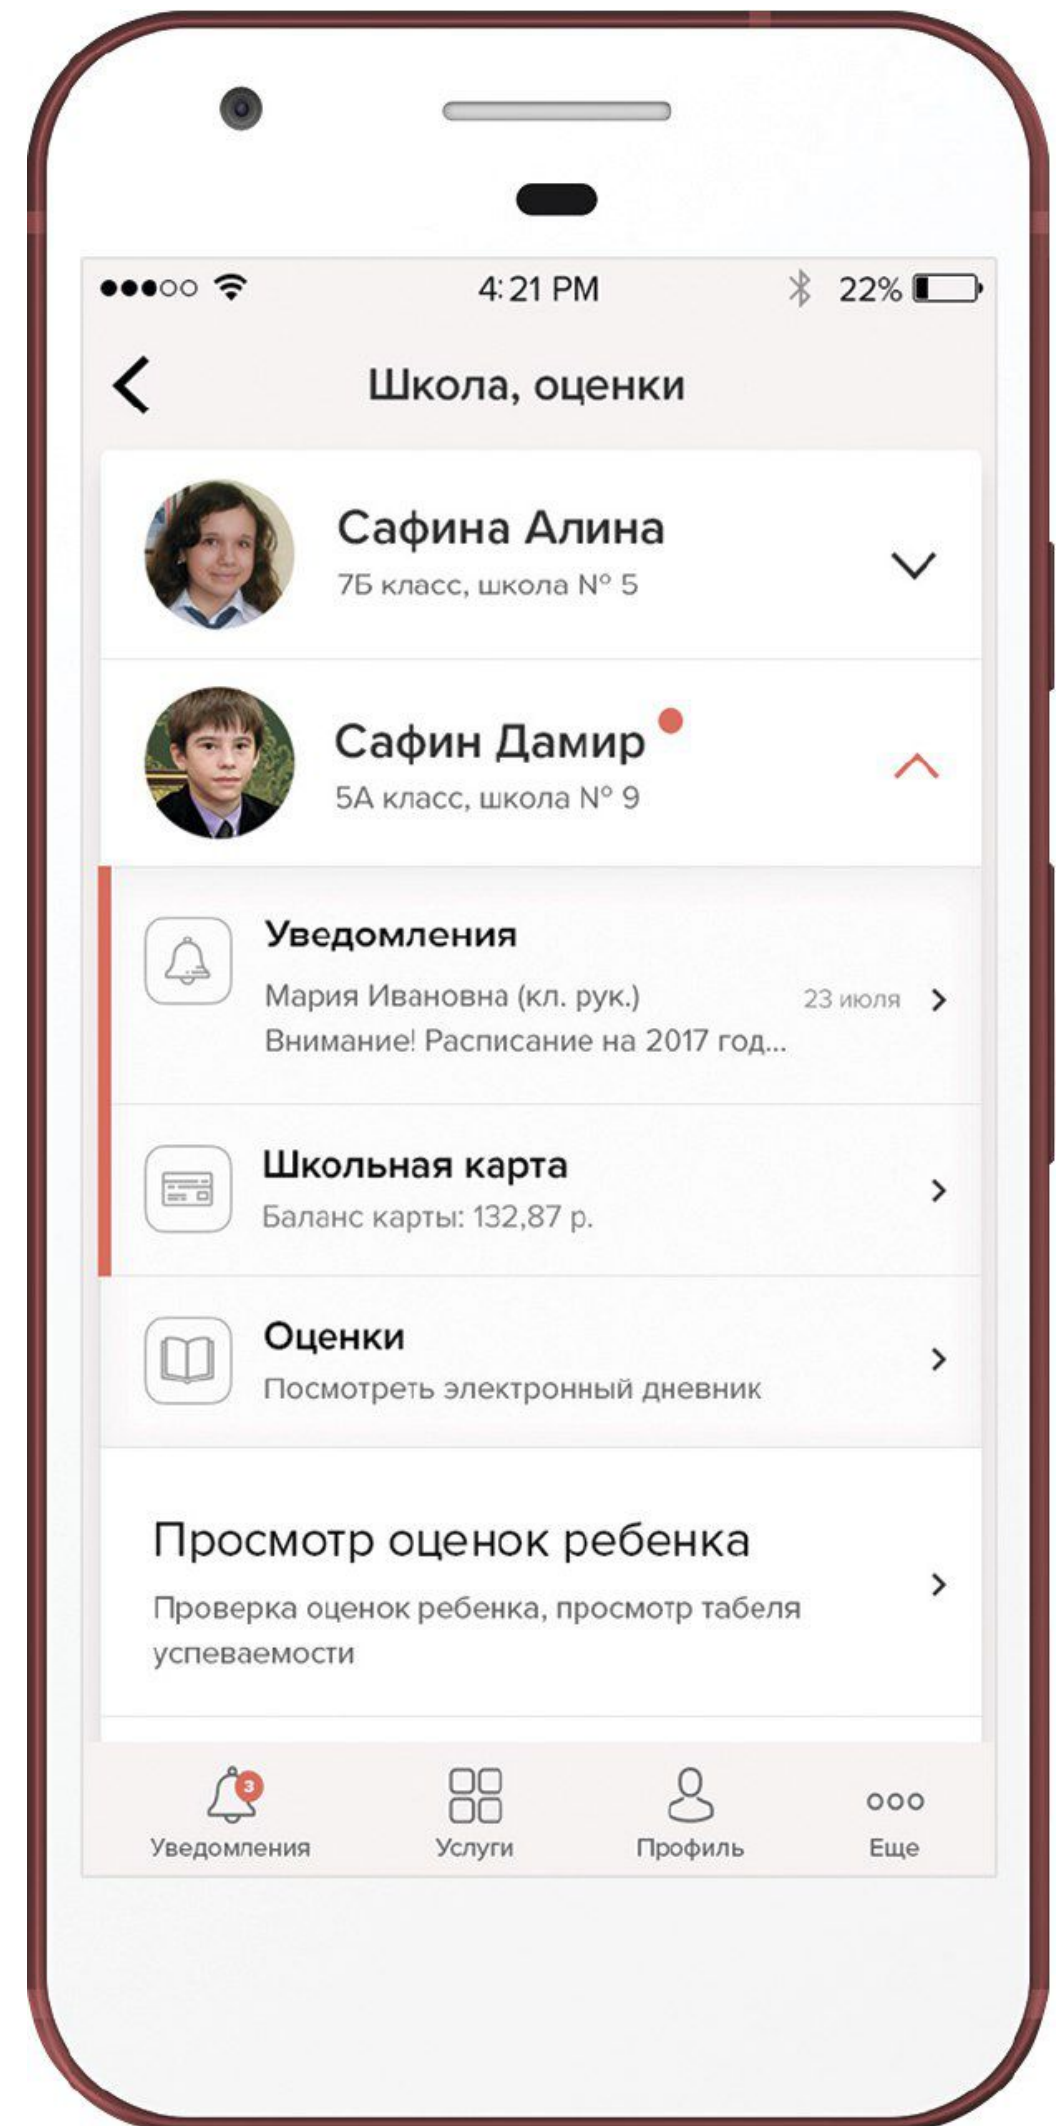 4:21 PM 22%
Школа, оценки
Сафина Алина
7Б класс, школа № 5
Сафин Дамир
5А класс, школа № 9
Уведомления
Мария Ивановна (кл. рук.) 23 июля
Внимание! Расписание на 2017 год...
Школьная карта
Баланс карты: 132,87 р.
Оценки
Посмотреть электронный дневник
Просмотр оценок ребенка
Проверка оценок ребенка, просмотр табеля
успеваемости
3
Уведомления Услуги Профиль Еще